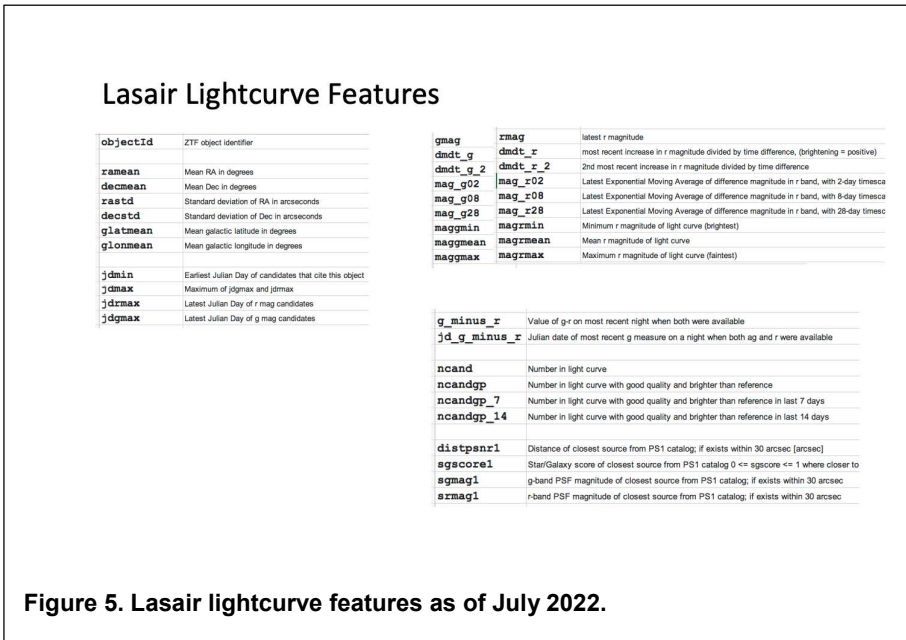 Lasair Lightcurve Features
objectId ZTF object identifier
ramean Mean RA in degrees
decmean Mean Dec in degrees
rastd Standard deviation of RA in arcseconds
decstd Standard deviation of Dec in arcseconds
glatmean Mean galactic latitude in degrees
glonmean Mean galactic longitude in degrees
jdmin Earliest Julian Day of candidates that cite this object
jdmax Maximum of jdgmax and jdrmax
jdrmax Latest Julian Day of r mag candidates
jdgmax Latest Julian Day of g mag candidates
gmag rmag latest r magnitude
dmdt_g dmdt_r most recent increase in r magnitude divided by time difference, (brightening = positive)
dmdt_g_2 dmdt_r_2 2nd most recent increase in r magnitude divided by time difference
mag_g02 mag_r02 Latest Exponential Moving Average of difference magnitude in r band, with 2-day timesca
mag_g08 mag_r08 Latest Exponential Moving Average of difference magnitude in r band, with 8-day timesca
mag_g28 mag_r28 Latest Exponential Moving Average of difference magnitude in r band, with 28-day timesc
maggmin magrmin Minimum r magnitude of light curve (brightest)
maggmean magrmean Mean r magnitude of light curve
maggmax magrmax Maximum r magnitude of light curve (faintest)
g_minus_r Value of g-r on most recent night when both were available
jd_g_minus_r Julian date of most recent g measure on a night when both ag and r were available
ncand Number in light curve
ncandgp Number in light curve with good quality and brighter than reference
ncandgp_7 Number in light curve with good quality and brighter than reference in last 7 days
ncandgp_14 Number in light curve with good quality and brighter than reference in last 14 days
distpsnr1 Distance of closest source from PS1 catalog; if exists within 30 arcsec [arcsec]
sgscore1 Star/Galaxy score of closest source from PS1 catalog 0 <= sgscore <= 1 where closer to
sgmag1 g-band PSF magnitude of closest source from PS1 catalog; if exists within 30 arcsec
srmag1 r-band PSF magnitude of closest source from PS1 catalog; if exists within 30 arcsec
Figure 5. Lasair lightcurve features as of July 2022.